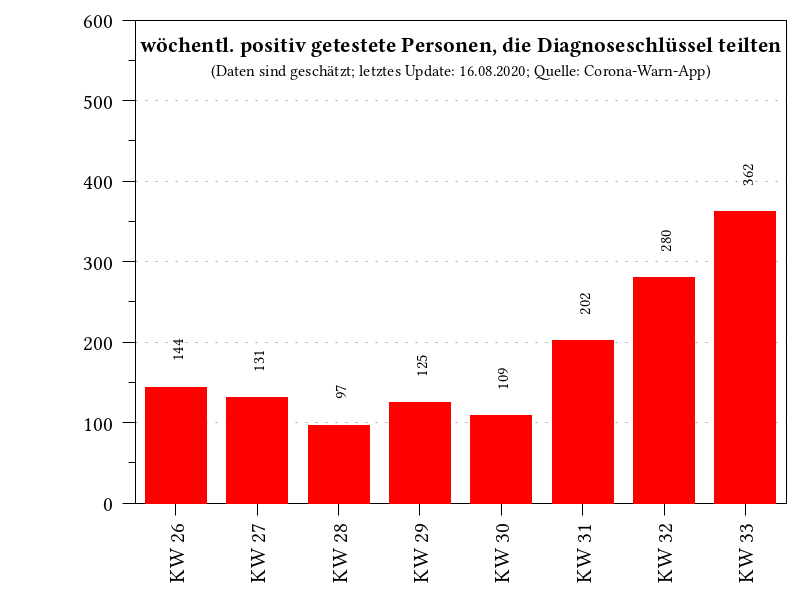 wöchentl. positiv getestete Personen, die Diagnoseschlüssel teilten
(Daten sind geschätzt; letztes Update: 16.08.2020; Quelle: Corona-Warn-App)
600
500
400
300
200
100
0
144
131
97
125
109
202
280
362
KW 26
KW 27
KW 28
KW 29
KW 30
KW 31
KW 32
KW 33